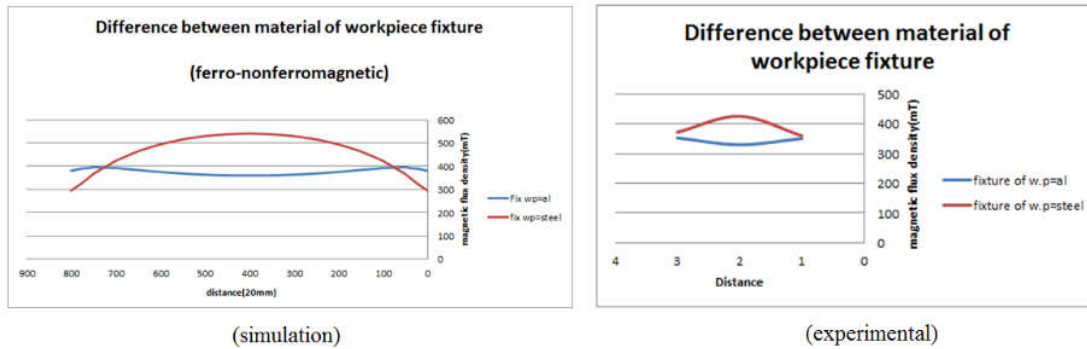 Difference between material of workpiece fixture
(ferro-nonferromagnetic)
600
500
400
300
200
100
0
magnetic flux density(mT)
Fix wp=al
fix wp=steel
900 800 700 600 500 400 300 200 100 0
distance(20mm)
(simulation)
Difference between material of
workpiece fixture
500
400
300
200
100
0
magnetic flux density(mT)
fixture of w.p=al
fixture of w.p=steel
4 3 2 1 0
Distance
(experimental)